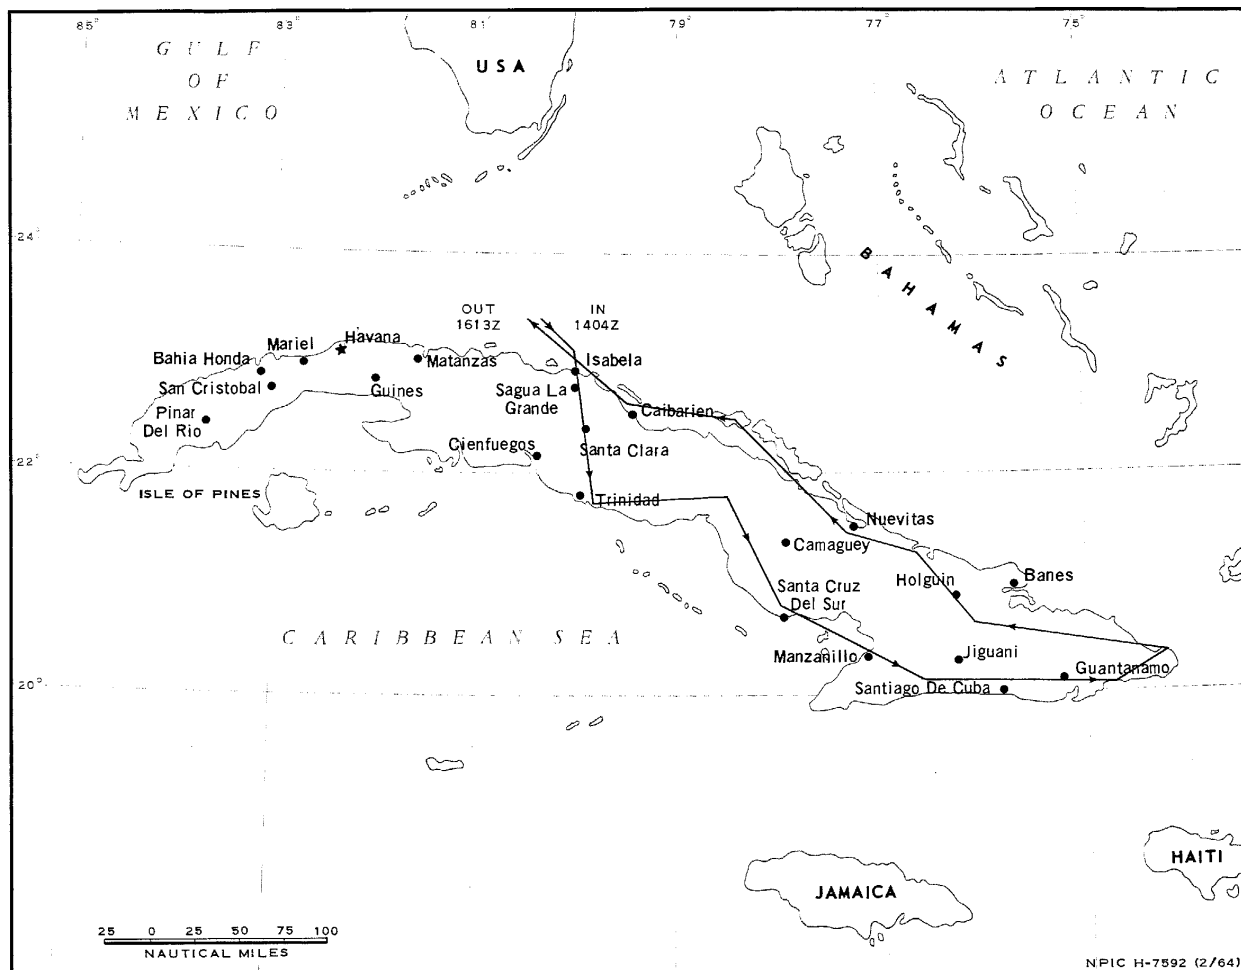 85°
83°
81°
79°
77°
75°
GULF
OF
MEXICO
USA
ATLANTIC
OCEAN
24°
BAHAMAS
OUT
1613Z
IN
1404Z
Havana
Mariel
Bahia Honda
Matanzas
Isabela
San Cristobal
Guines
Sagua La
Grande
Pinar
Del Rio
Caibarien
Cienfuegos
Santa Clara
22°
ISLE OF PINES
Trinidad
Nuevitas
Camaguey
Banes
Holguin
Santa Cruz
Del Sur
CARIBBEAN SEA
Manzanillo
Jiguani
Guantanamo
20°
Santiago De Cuba
HAITI
JAMAICA
25 0 25 50 75 100
NAUTICAL MILES
NPIC H-7592 (2/64)